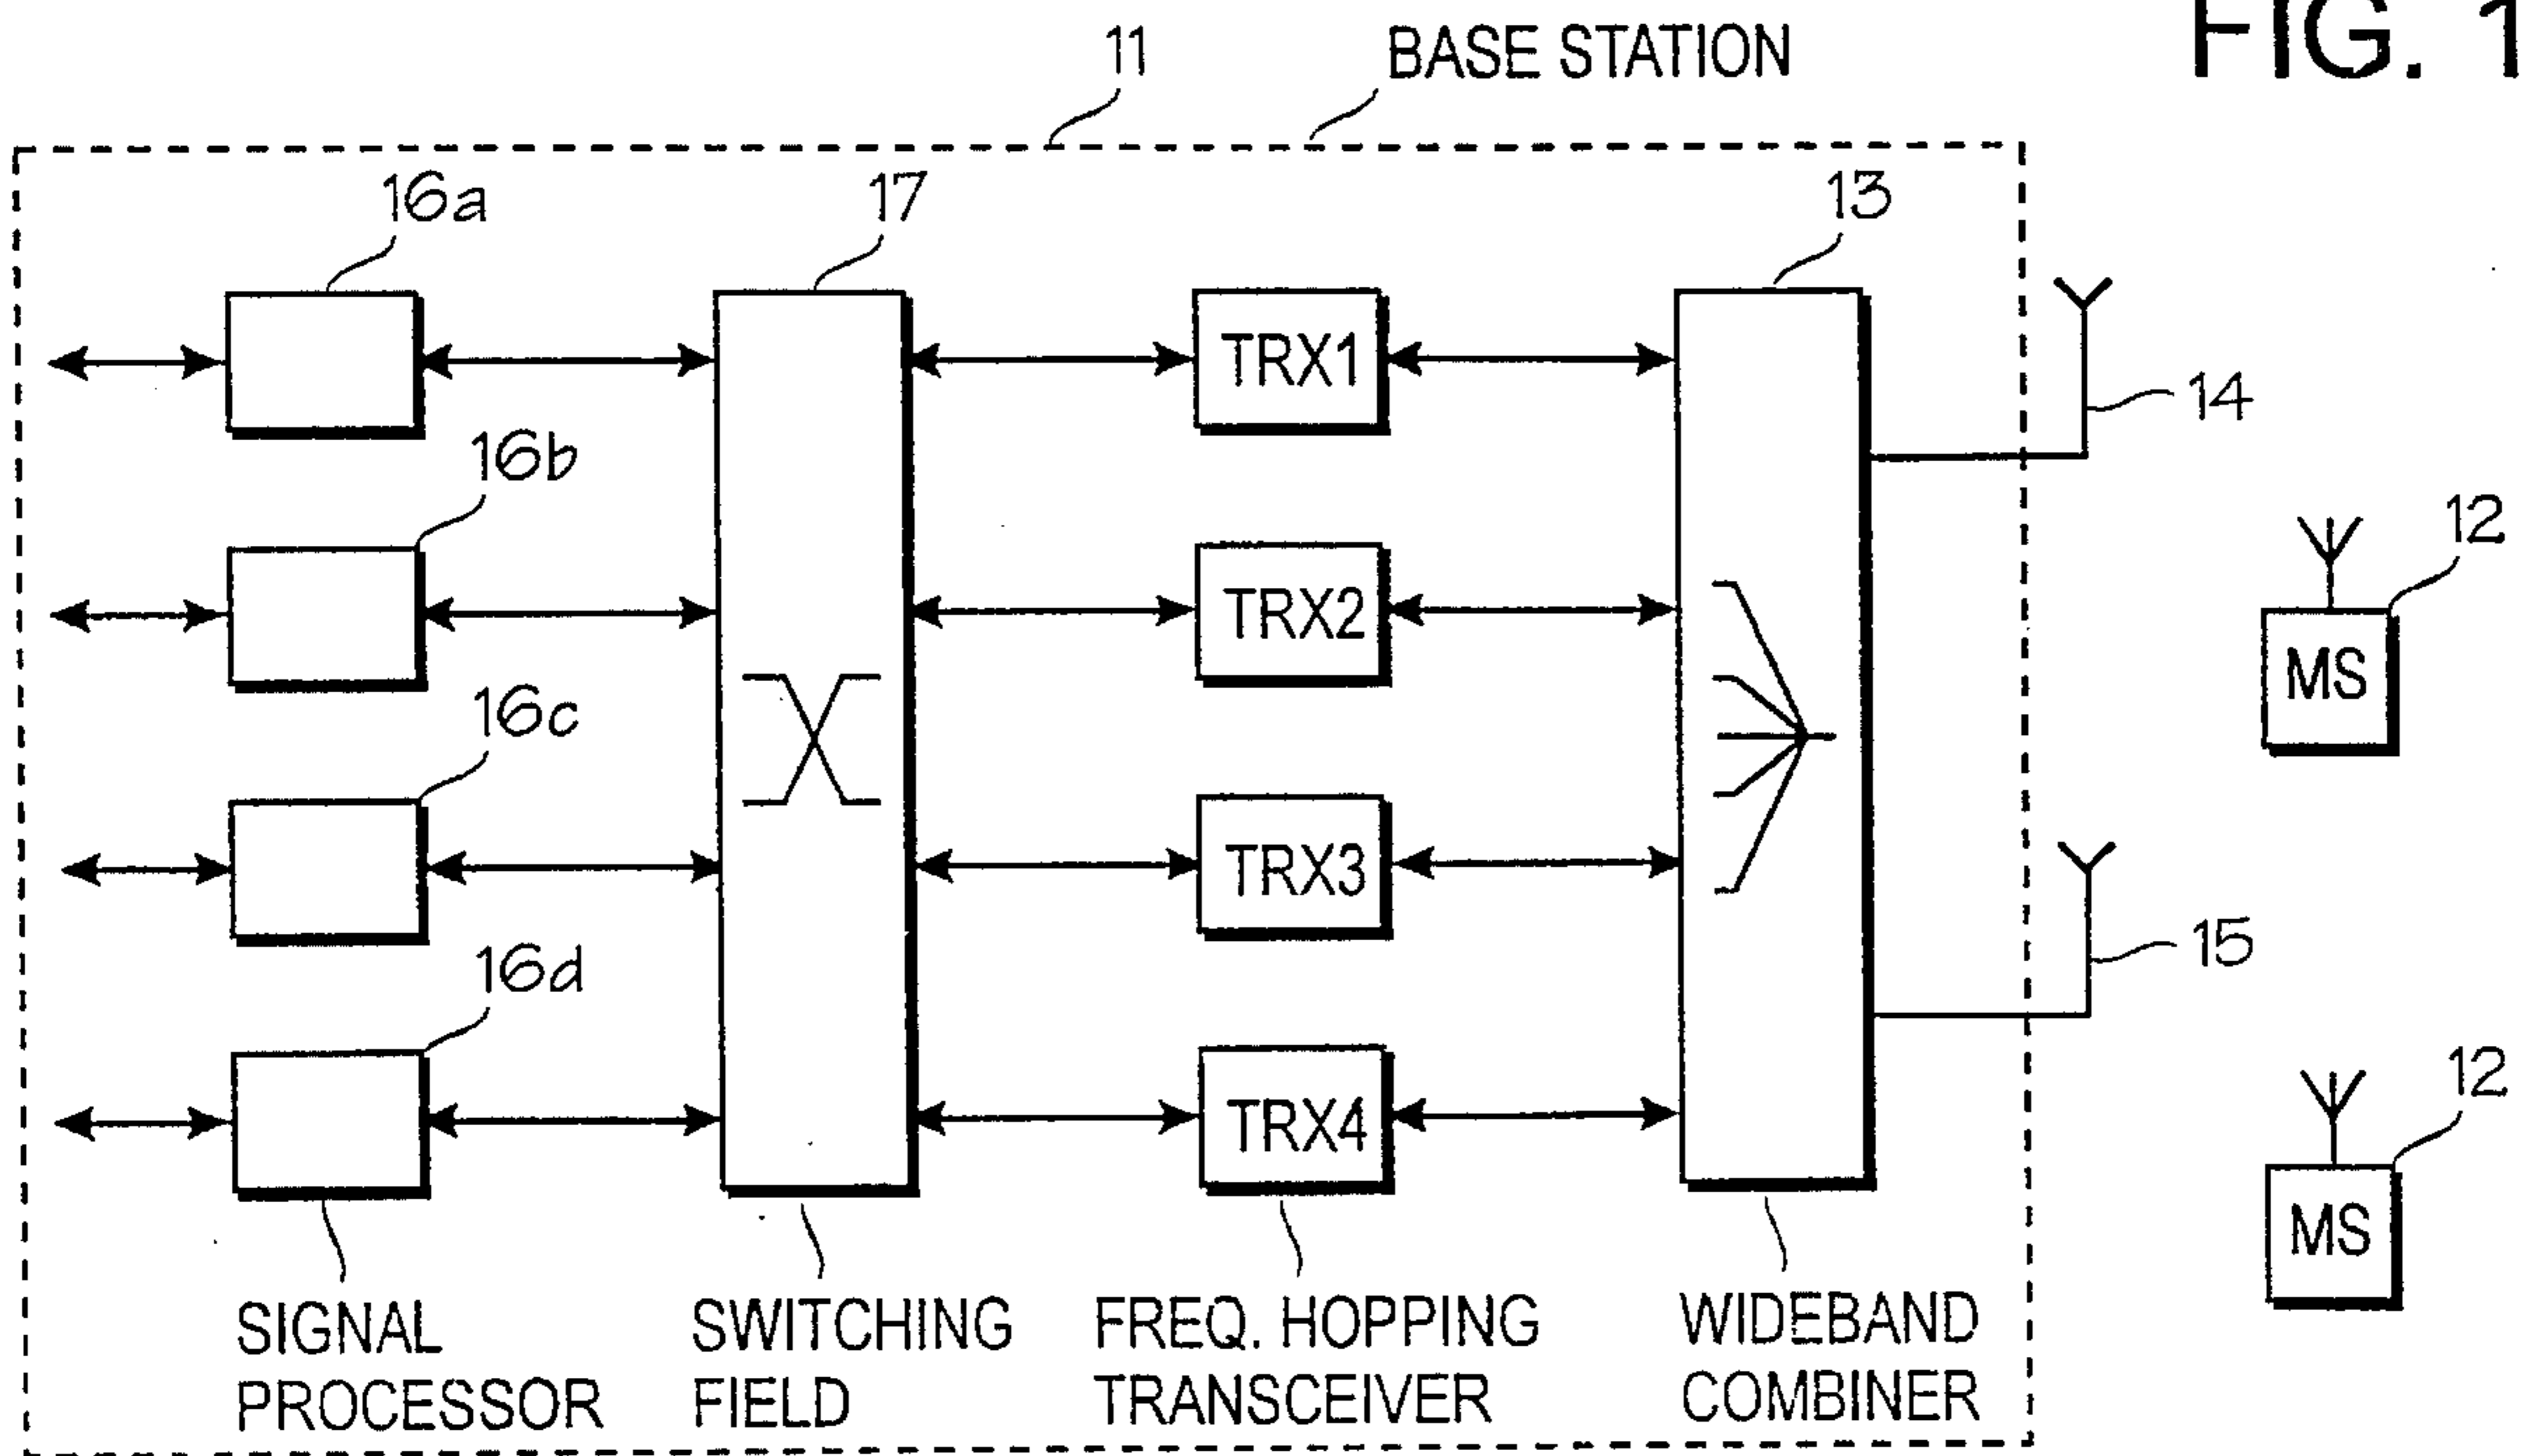 FIG. 1
11
BASE STATION
16a
17
13
TRX1
14
16b
12
TRX2
MS
16c
TRX3
15
16d
12
TRX4
MS
SIGNAL
PROCESSOR
SWITCHING
FIELD
FREQ. HOPPING
TRANSCEIVER
WIDEBAND
COMBINER